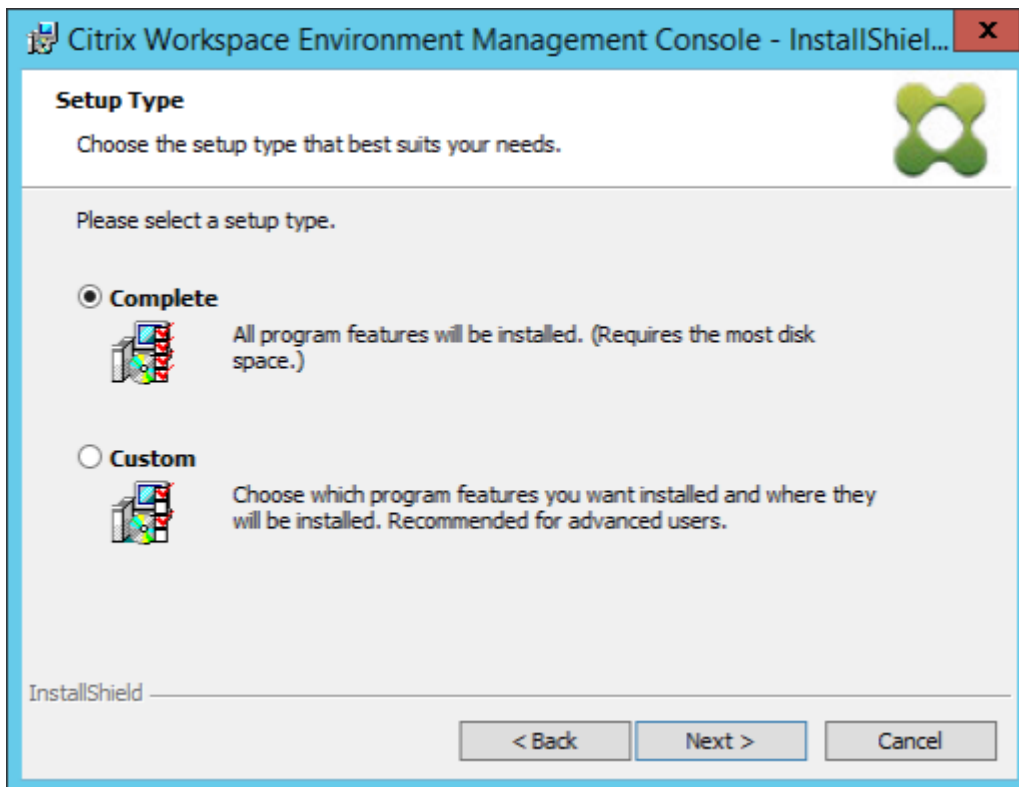 Citrix Workspace Environment Management Console - InstallShiel...
x
Setup Type
Choose the setup type that best suits your needs.
Please select a setup type.
Complete
All program features will be installed. (Requires the most disk
space.)
Custom
Choose which program features you want installed and where they
will be installed. Recommended for advanced users.
InstallShield
< Back
Next >
Cancel